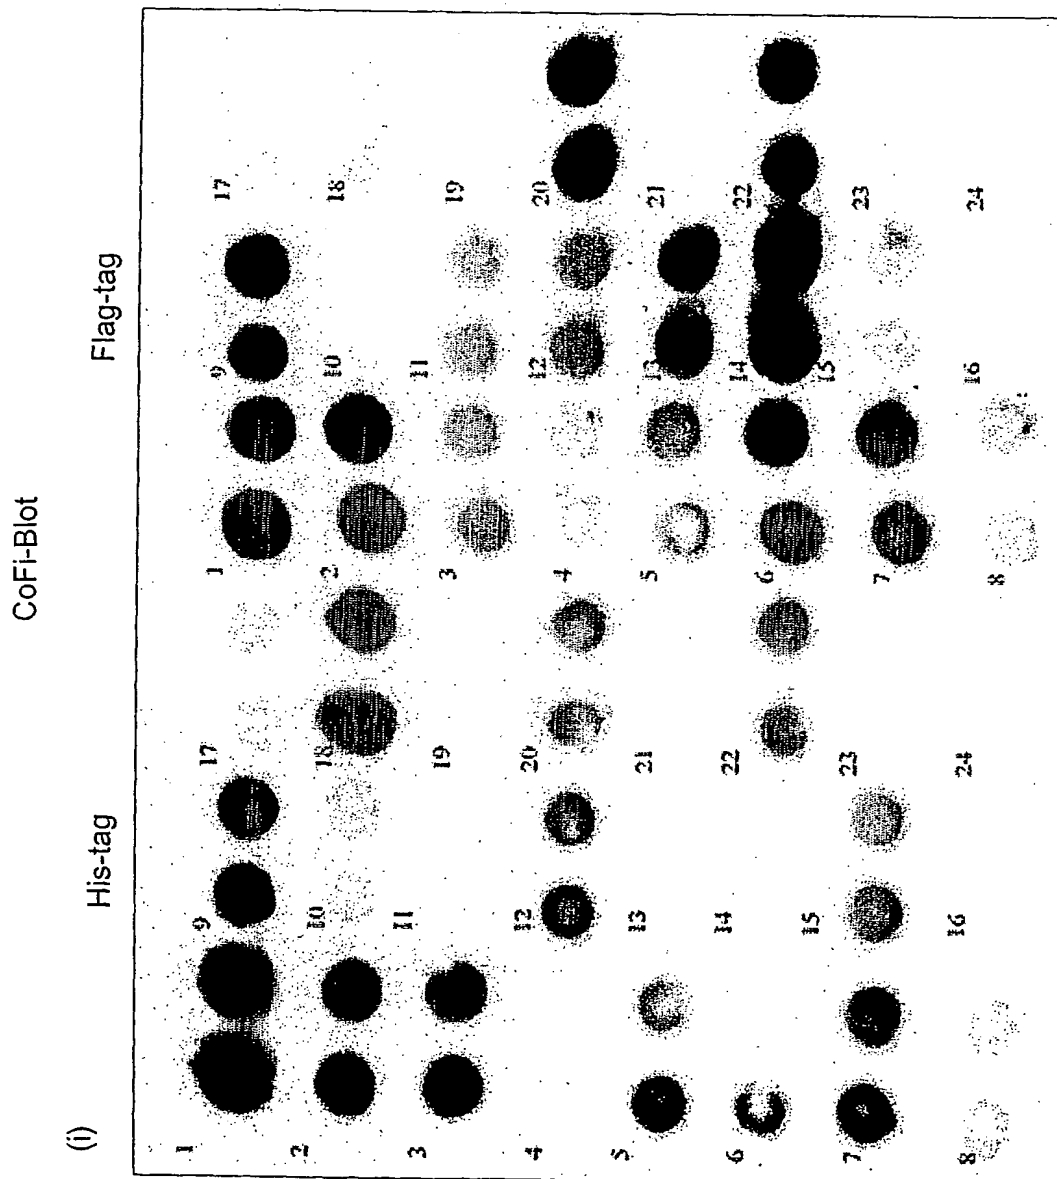 CoFi-Blot
(i) His-tag Flag-tag
1 9 17 1 9 17
2 10 18 2 10 18
3 11 19 3 11 19
4 12 20 4 12 20
5 13 21 5 13 21
6 14 22 6 14 22
7 15 23 7 15 23
8 16 24 8 16 24